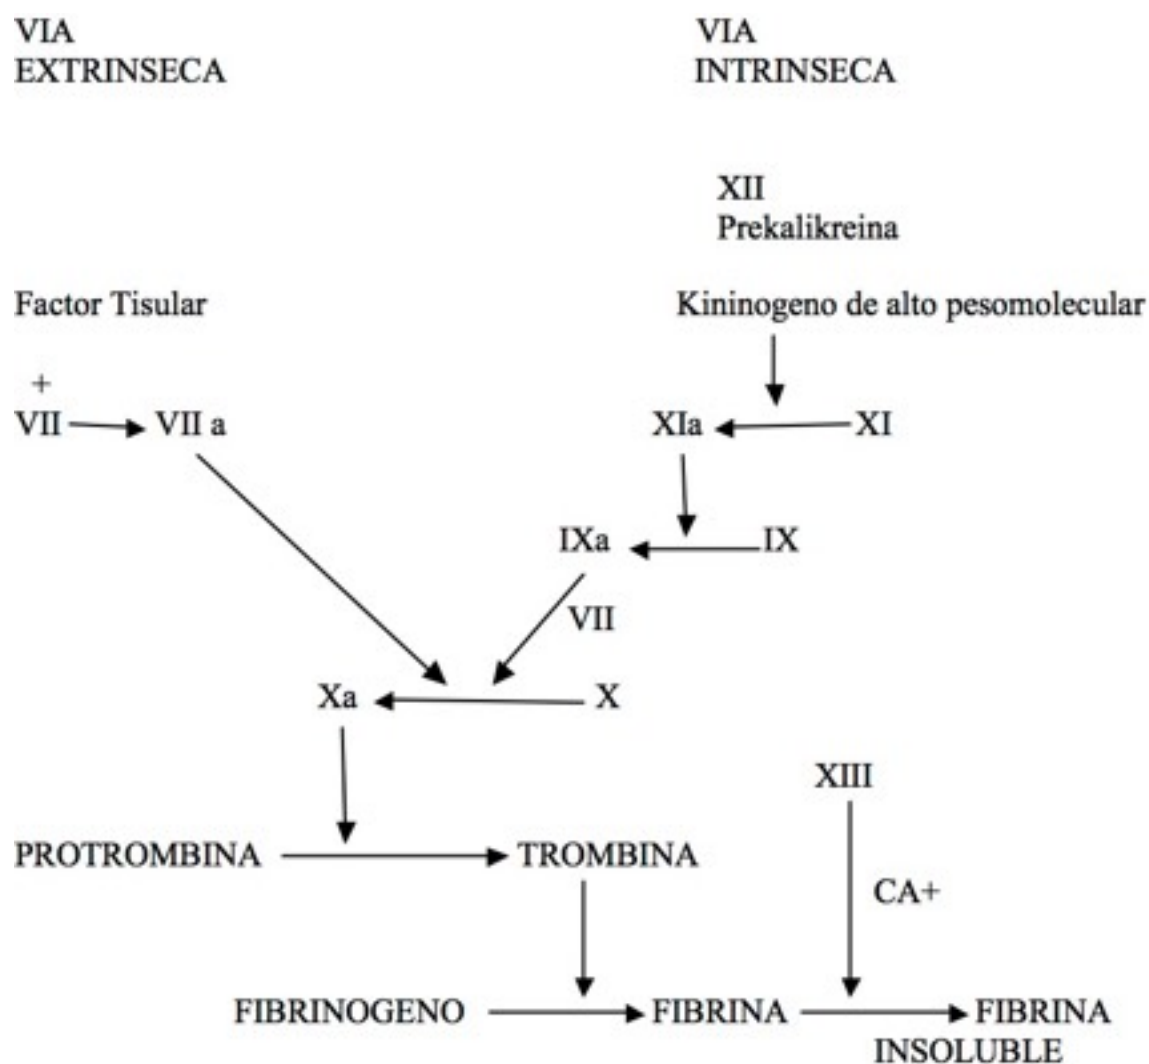 VIA
EXTRINSECA
VIA
INTRINSECA
XII
Prekalikreina
Factor Tisular
Kininogeno de alto pesomolecular
+
VII
VII a
XIa
XI
IXa
IX
VII
Xa
X
XIII
PROTROMBINA
TROMBINA
CA+
FIBRINOGENO
FIBRINA
FIBRINA
INSOLUBLE